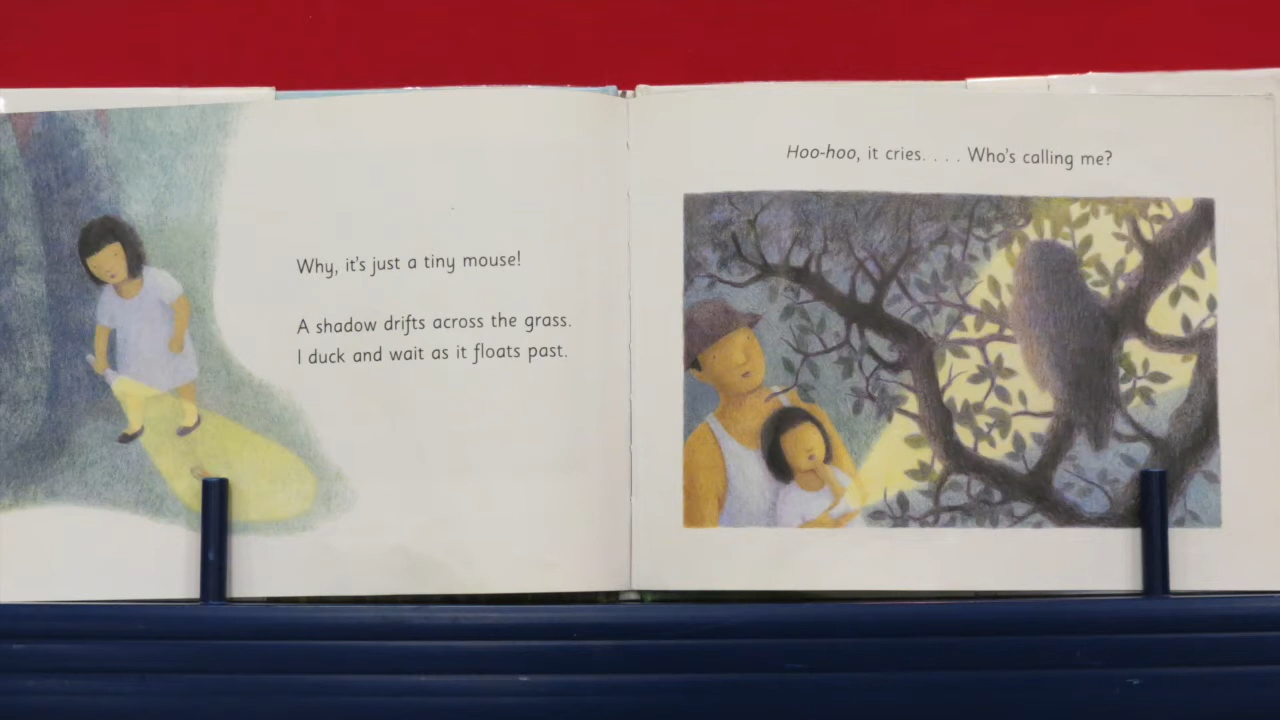 Why, it's just a tiny mouse!
A shadow drifts across the grass.
I duck and wait as it floats past.
Hoo-hoo, it cries. . . . Who's calling me?